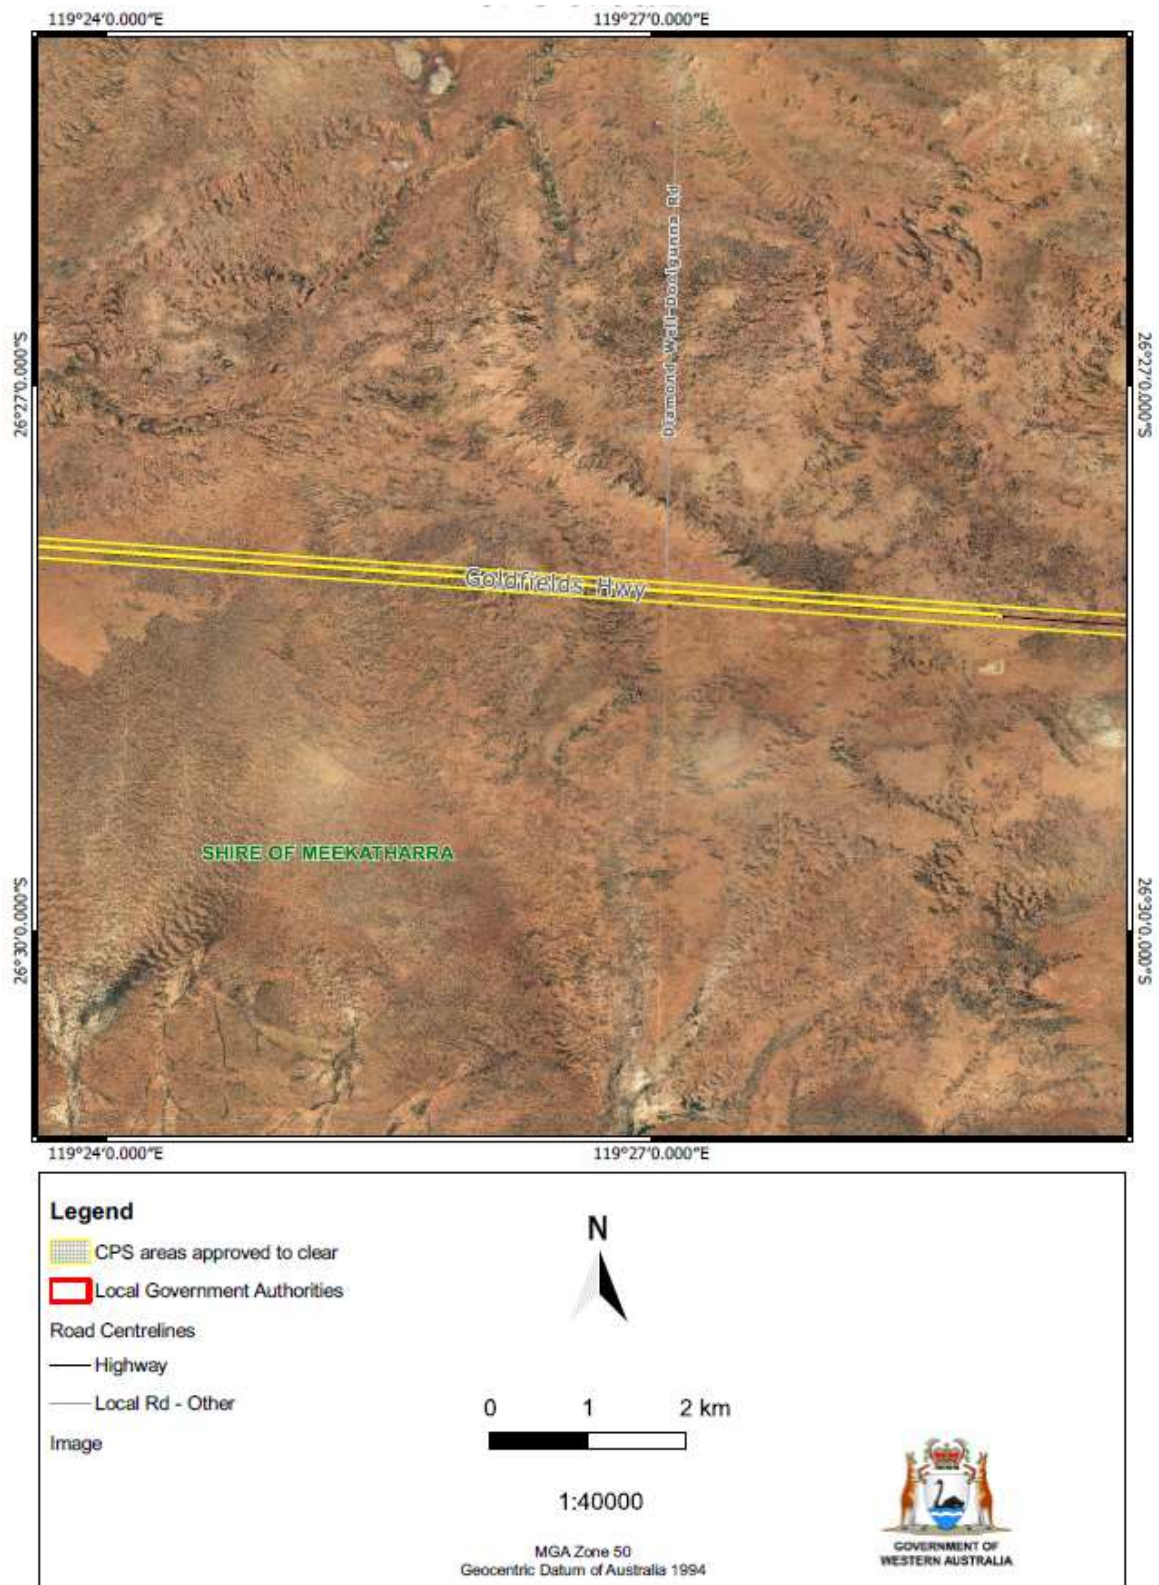 119°24'0.000"E
119°27'0.000"E
26°27'0.000"S
26°27'0.000"S
Diamond Well-Doolgunna Rd
Goldfields Hwy
SHIRE OF MEEKATHARRA
26°30'0.000"S
26°30'0.000"S
119°24'0.000"E
119°27'0.000"E
Legend
CPS areas approved to clear
Local Government Authorities
Road Centrelines
Highway
Local Rd - Other
Image
N
0 1 2 km
1:40000
MGA Zone 50
Geocentric Datum of Australia 1994
GOVERNMENT OF
WESTERN AUSTRALIA